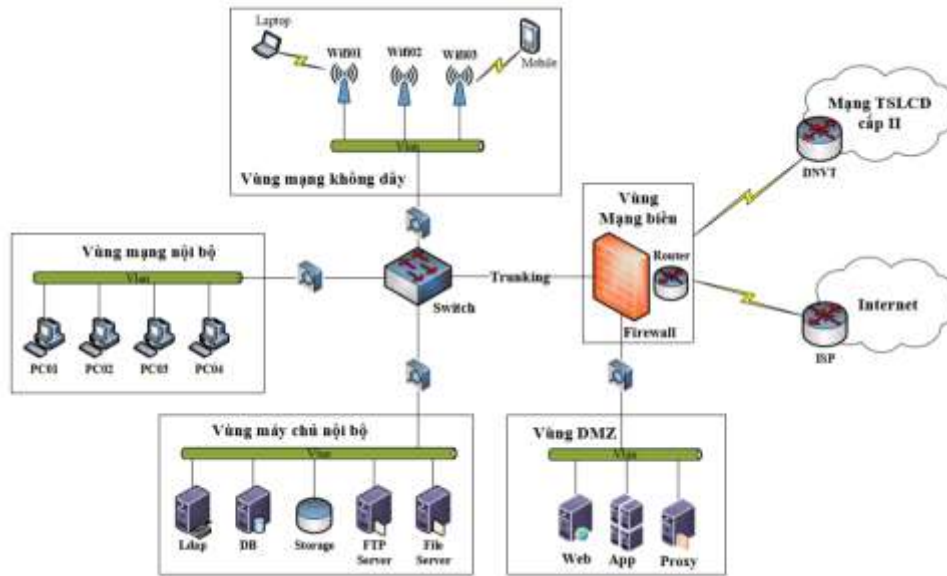 Laptop
Wifi01
Wifi02
Wifi03
Mobile
Vlan
Vùng mạng không dây
Mạng TSLCD
cấp II
DNVT
Vùng
Mạng biên
Router
Firewall
Internet
ISP
Vùng mạng nội bộ
Vlan
PC01
PC02
PC03
PC04
Switch
Trunking
Vùng máy chủ nội bộ
Vlan
Ldap
DB
Storage
FTP
Server
File
Server
Vùng DMZ
Vlan
Web
App
Proxy